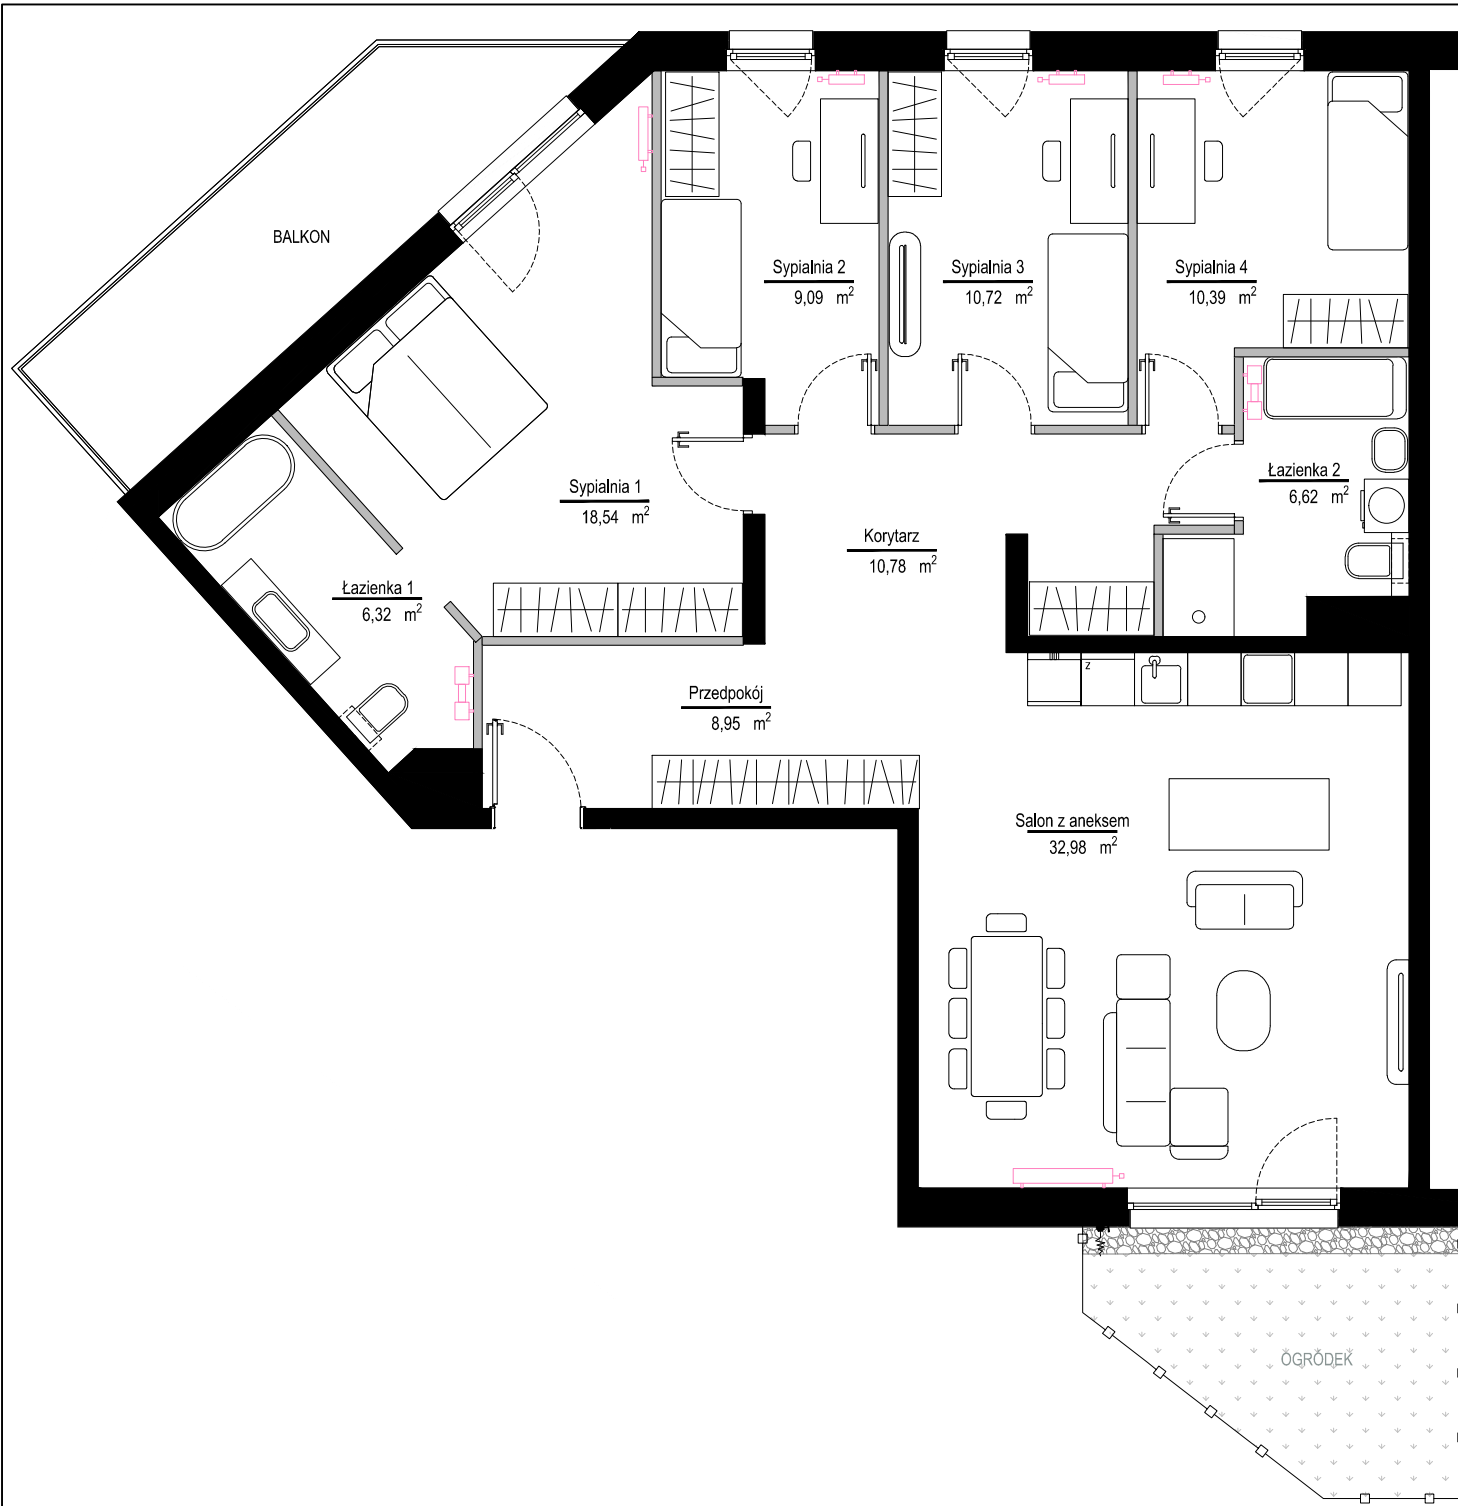 BALKON
Sypialnia 2
9,09 m²
Sypialnia 3
10,72 m²
Sypialnia 4
10,39 m²
Sypialnia 1
18,54 m²
Łazienka 2
6,62 m²
Korytarz
10,78 m²
Łazienka 1
6,32 m²
Przedpokój
8,95 m²
z
Salon z aneksem
32,98 m²
OGRÓDEK